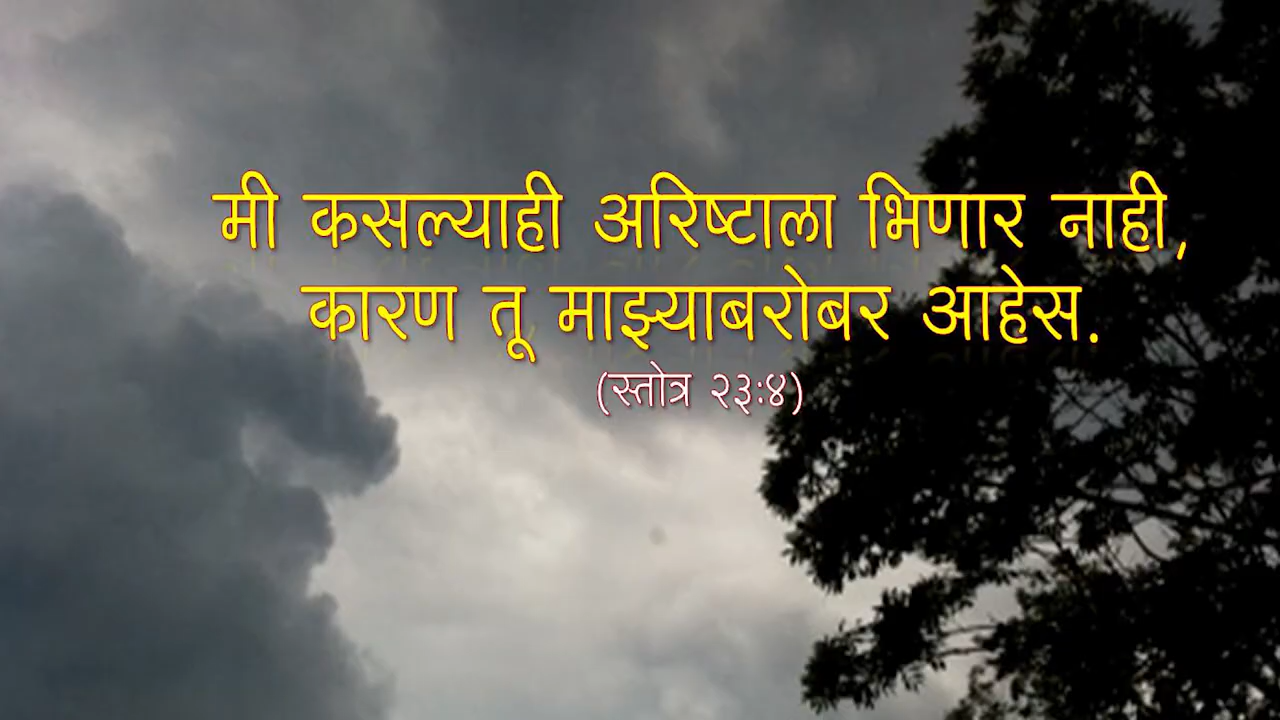 मी कसल्याही अरिष्टाला भिणार नाही,
कारण तू माझ्याबरोबर आहेस.
(स्तोत्र २३:४)